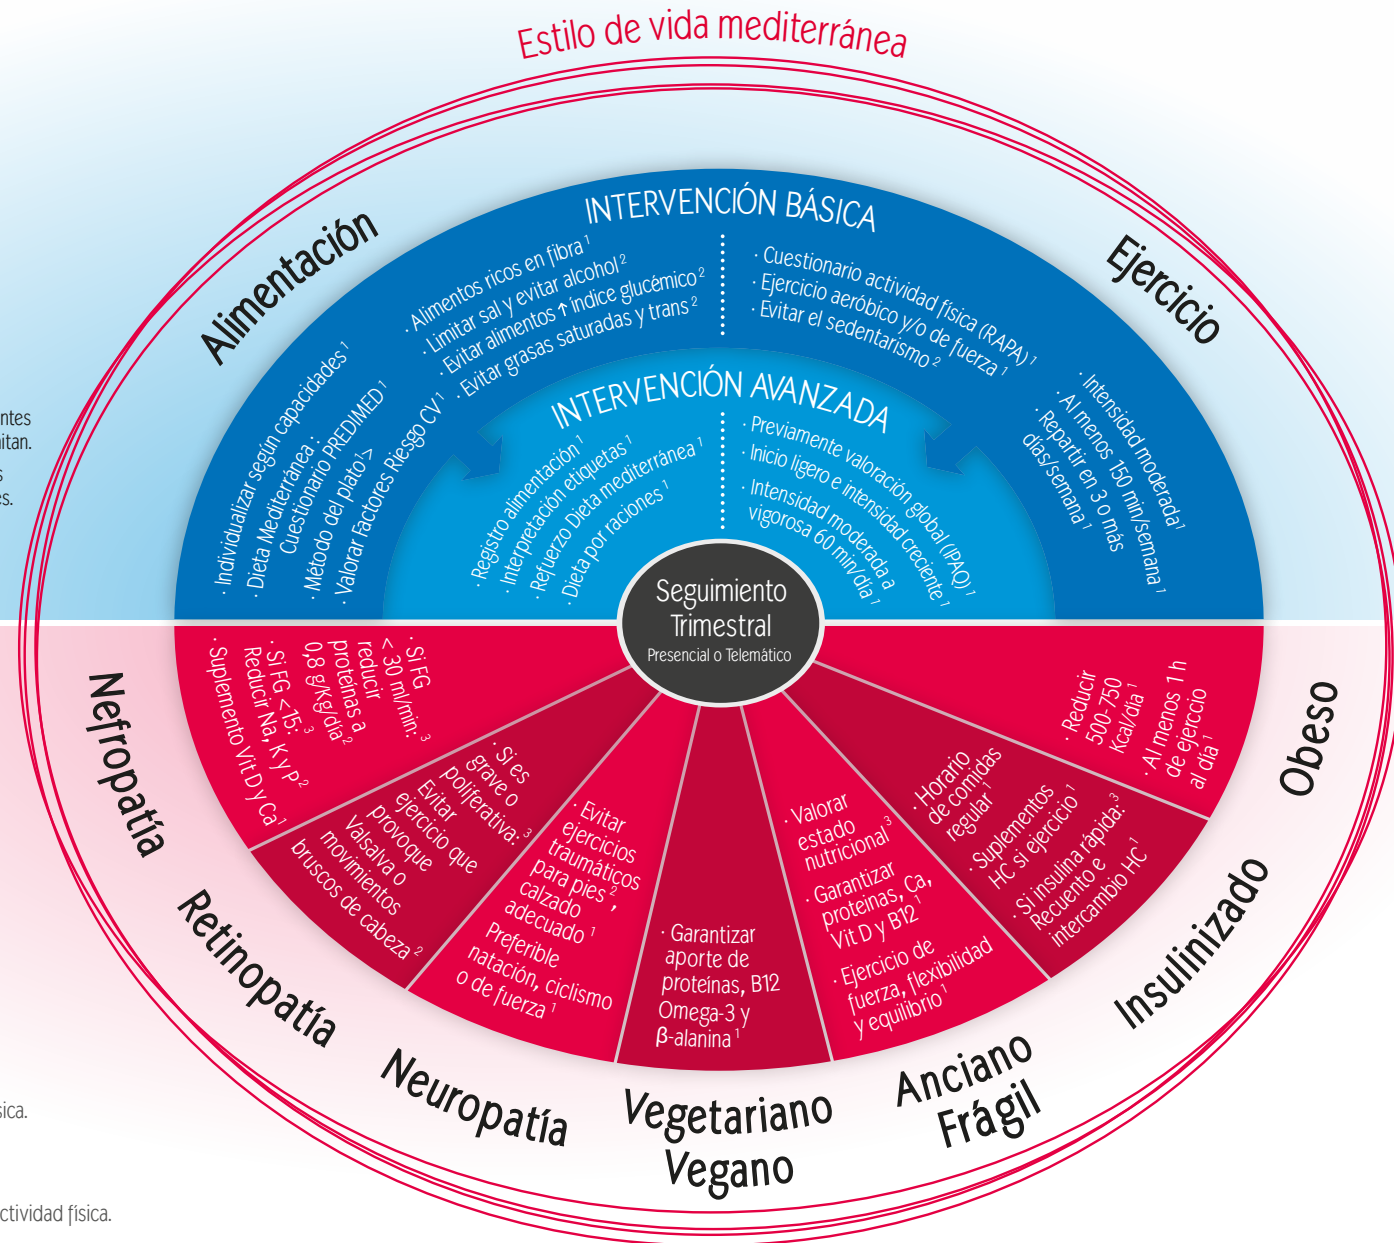 Estilo de vida mediterránea
Alimentación
Ejercicio
INTERVENCIÓN BÁSICA
· Individualizar según capacidades ¹
· Dieta Mediterránea :
Cuestionario PREDIMED ¹
· Método del plato¹>
· Valorar Factores Riesgo CV ¹
· Alimentos ricos en fibra ¹
· Limitar sal y evitar alcohol ²
· Evitar alimentos ↑ índice glucémico ²
· Evitar grasas saturadas y trans ²
· Cuestionario actividad física (RAPA) ¹
· Ejercicio aeróbico y/o de fuerza ¹
· Evitar el sedentarismo ²
· Intensidad moderada¹
· Al menos 150 min/semana ¹
· Repartir en 3 o más
días/semana ¹
INTERVENCIÓN AVANZADA
· Registro alimentación ¹
· Interpretación etiquetas ¹
· Refuerzo Dieta mediterránea ¹
· Dieta por raciones ¹
· Previamente valoración global (IPAQ) ¹
· Inicio ligero e intensidad creciente ¹
· Intensidad moderada a
vigorosa 60 min/día ¹
ntes
itan.
s
es.
Seguimiento
Trimestral
Presencial o Telemático
Nefropatía
· Si FG
< 30 ml/min: ³
reducir
proteínas a
0,8 g/Kg/día ²
· Si FG < 15: ³
Reducir Na, K y P ²
· Suplemento Vit D y Ca ¹
Retinopatía
· Si es
grave o
poliferativa: ³
Evitar
ejercicio que
provoque
Valsalva o
movimientos
bruscos de cabeza ²
Neuropatía
· Evitar
ejercicios
traumáticos
para pies ²,
calzado
adecuado ¹
Preferible
natación, ciclismo
o de fuerza ¹
Vegetariano
Vegano
· Garantizar
aporte de
proteínas, B12
Omega-3 y
β-alanina ¹
Anciano
Frágil
· Valorar
estado
nutricional ³
· Garantizar
proteínas, Ca,
Vit D y B12 ¹
· Ejercicio de
fuerza, flexibilidad
y equilibrio ¹
Insulinizado
· Horario
de comidas
regular ¹
· Suplementos
HC si ejercicio ¹
· Si insulina rápida: ³
Recuento e
intercambio HC ¹
Obeso
· Reducir
500-750
Kcal/día ¹
· Al menos 1 h
de ejerccio
al día ¹
sica.
ctividad física.